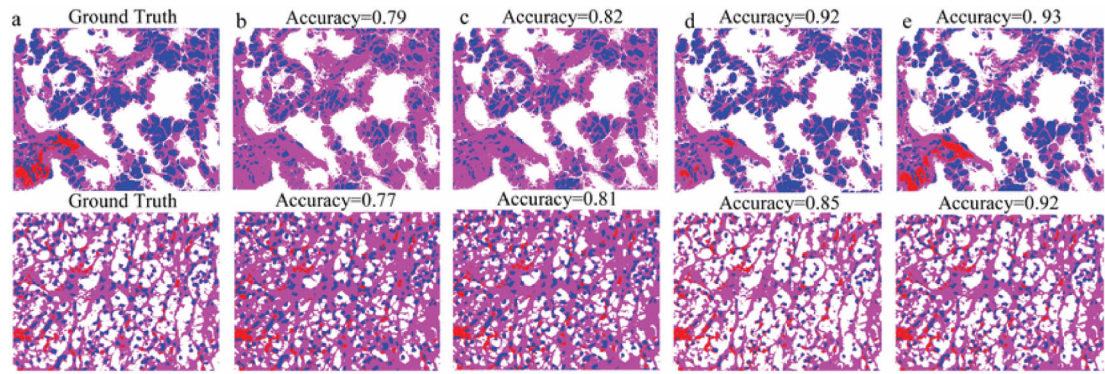 a Ground Truth b Accuracy=0.79 c Accuracy=0.82 d Accuracy=0.92 e Accuracy=0. 93
Ground Truth Accuracy=0.77 Accuracy=0.81 Accuracy=0.85 Accuracy=0.92